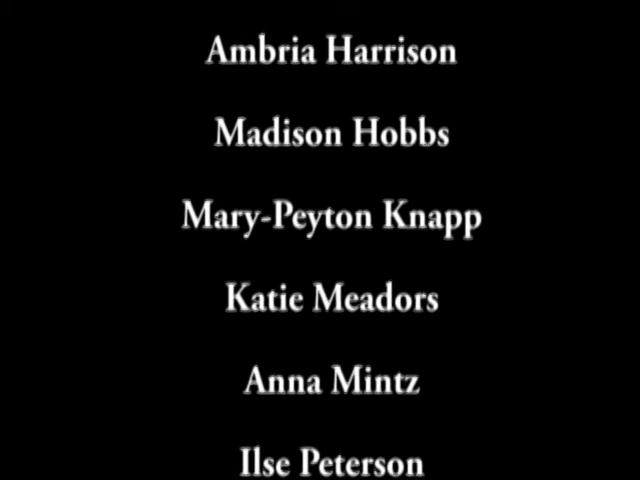 Ambria Harrison
Madison Hobbs
Mary-Peyton Knapp
Katie Meadors
Anna Mintz
Ilse Peterson